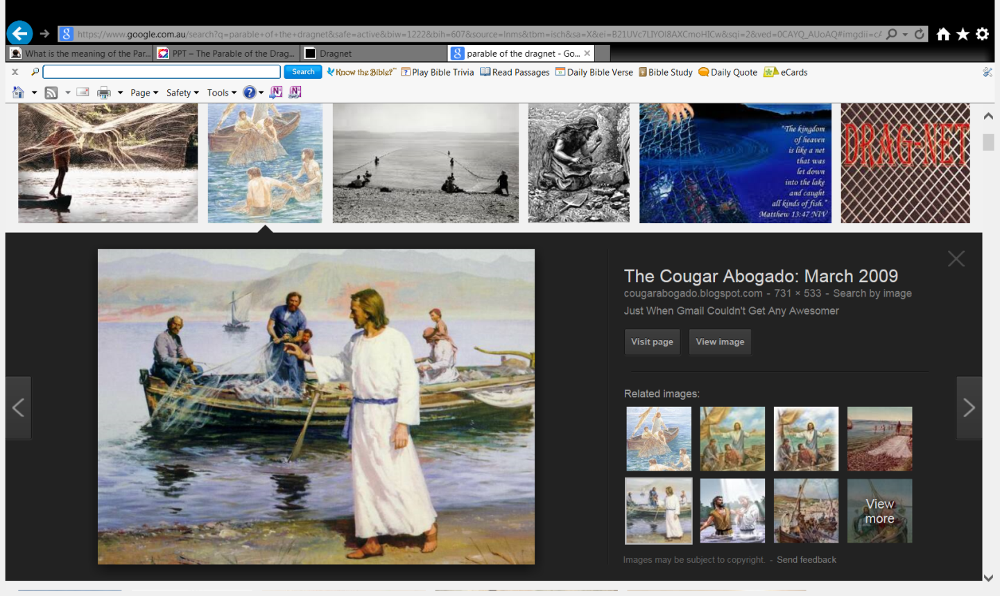 https://www.google.com.au/search?q=parable+of+the+dragnet&safe=active&biw=1222&bih=607&source=lnms&tbm=isch&sa=X&ei=B21UVc7LIYOl8AXCmoHICw&sqi=2&ved=0CAYQ_AUoAQ#imgdii=cA
What is the meaning of the Par...
PPT – The Parable of the Drag...
Dragnet
parable of the dragnet - Go...
Search
Know the Bible?™
Play Bible Trivia
Read Passages
Daily Bible Verse
Bible Study
Daily Quote
eCards
Page
Safety
Tools
"The kingdom
of heaven
is like a net
that was
let down
into the lake
and caught
all kinds of fish."
Matthew 13:47 NIV
DRAG-NET
The Cougar Abogado: March 2009
cougarabogado.blogspot.com - 731 × 533 - Search by image
Just When Gmail Couldn't Get Any Awesomer
Visit page
View image
Related images:
View
more
Images may be subject to copyright. - Send feedback